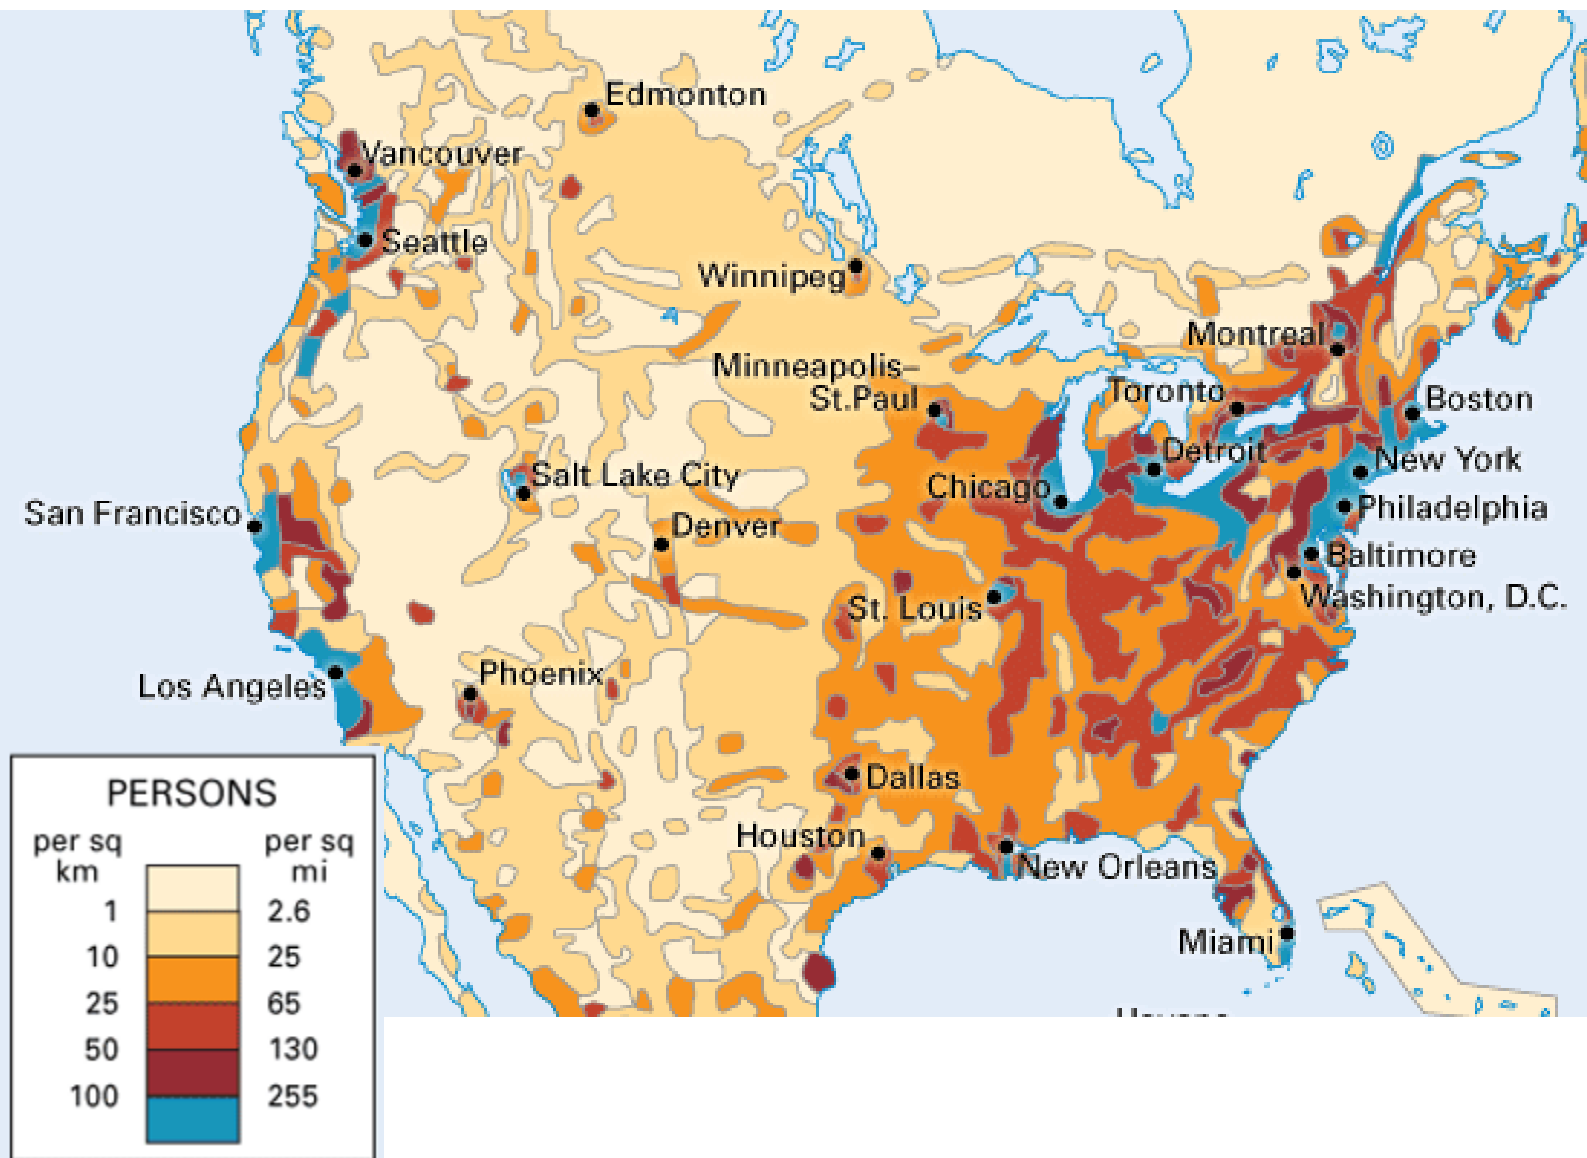 Edmonton
Vancouver
Seattle
Winnipeg
Montreal
Minneapolis–
St.Paul
Toronto
Boston
Detroit
New York
Salt Lake City
Chicago
San Francisco
Denver
Philadelphia
Baltimore
St. Louis
Washington, D.C.
Los Angeles
Phoenix
Dallas
Houston
New Orleans
Miami
PERSONS
per sq per sq
km mi
1 2.6
10 25
25 65
50 130
100 255